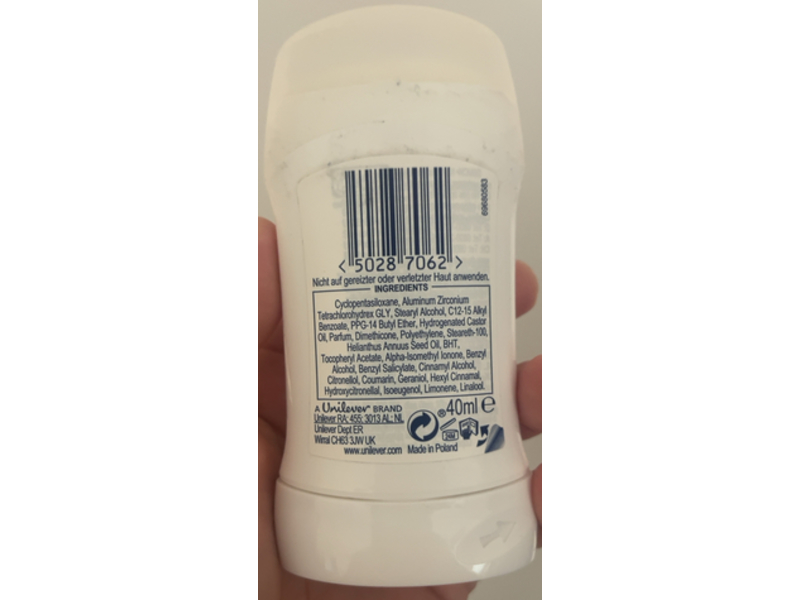 69680583
< 5028 7062 >
Nicht auf gereizter oder verletzter Haut anwenden.
INGREDIENTS
Cyclopentasiloxane, Aluminum Zirconium
Tetrachlorohydrex GLY, Stearyl Alcohol, C12-15 Alkyl
Benzoate, PPG-14 Butyl Ether, Hydrogenated Castor
Oil, Parfum, Dimethicone, Polyethylene, Steareth-100,
Helianthus Annuus Seed Oil, BHT,
Tocopheryl Acetate, Alpha-Isomethyl Ionone, Benzyl
Alcohol, Benzyl Salicylate, Cinnamyl Alcohol,
Citronellol, Coumarin, Geraniol, Hexyl Cinnamal,
Hydroxycitronellal, Isoeugenol, Limonene, Linalool.
A Unilever® BRAND
Unilever RA: 455; 3013 AL; NL
Unilever Dept ER
Wirral CH63 3JW UK
www.unilever.com
® 40ml e
24M
Made in Poland